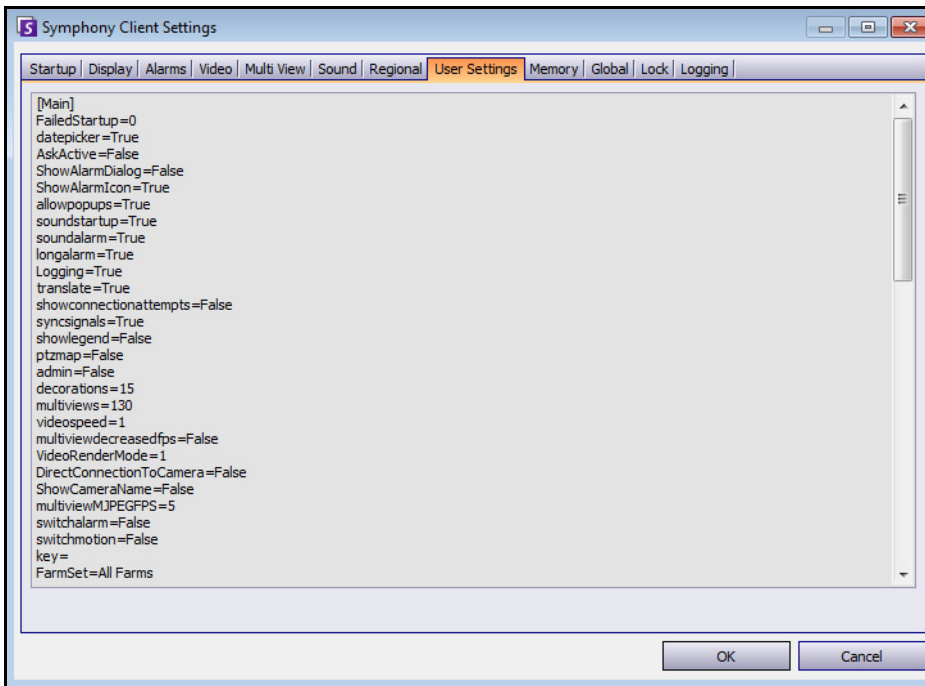 Symphony Client Settings
Startup Display Alarms Video Multi View Sound Regional User Settings Memory Global Lock Logging
[Main]
FailedStartup=0
datepicker=True
AskActive=False
ShowAlarmDialog=False
ShowAlarmIcon=True
allowpopups=True
soundstartup=True
soundalarm=True
longalarm=True
Logging=True
translate=True
showconnectionattempts=False
syncsignals=True
showlegend=False
ptzmap=False
admin=False
decorations=15
multiviews=130
videospeed=1
multiviewdecreasedfps=False
VideoRenderMode=1
DirectConnectionToCamera=False
ShowCameraName=False
multiviewMJPEGFPS=5
switchalarm=False
switchmotion=False
key=
FarmSet=All Farms
OK Cancel